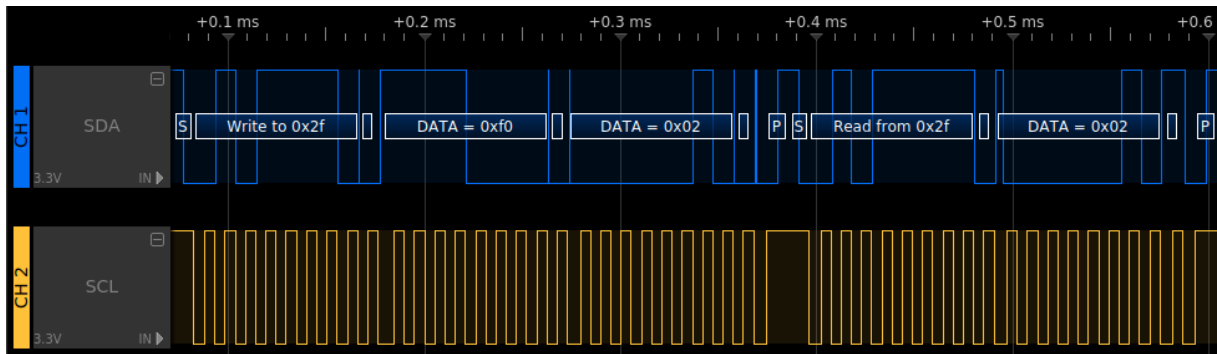 +0.1 ms +0.2 ms +0.3 ms +0.4 ms +0.5 ms +0.6
CH 1
SDA
S Write to 0x2f DATA = 0xf0 DATA = 0x02 P S Read from 0x2f DATA = 0x02 P
3.3V IN
CH 2
SCL
3.3V IN